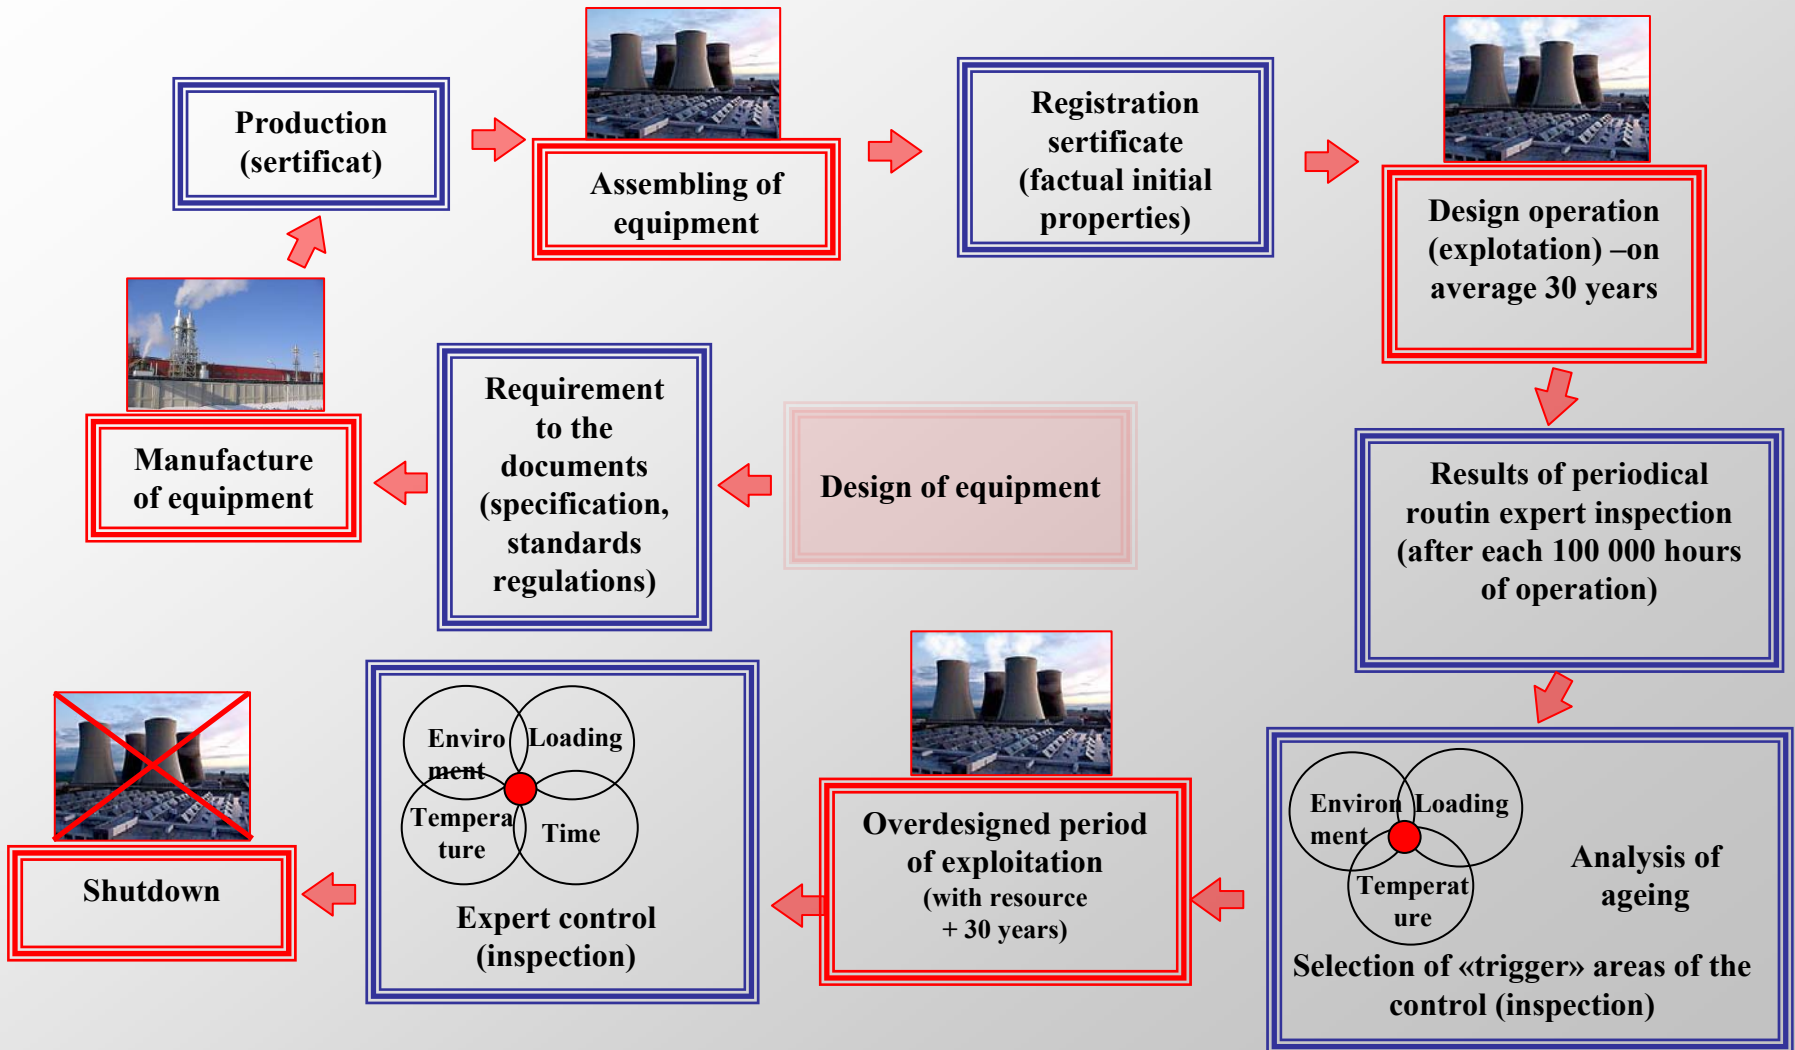 Production
(sertificat)
Assembling of
equipment
Registration
sertificate
(factual initial
properties)
Design operation
(explotation) –on
average 30 years
Manufacture
of equipment
Requirement
to the
documents
(specification,
standards
regulations)
Design of equipment
Results of periodical
routin expert inspection
(after each 100 000 hours
of operation)
Shutdown
Enviro
ment
Loading
Tempera
ture
Time
Expert control
(inspection)
Overdesigned period
of exploitation
(with resource
+ 30 years)
Environ
ment
Loading
Temperat
ure
Analysis of
ageing
Selection of «trigger» areas of the
control (inspection)